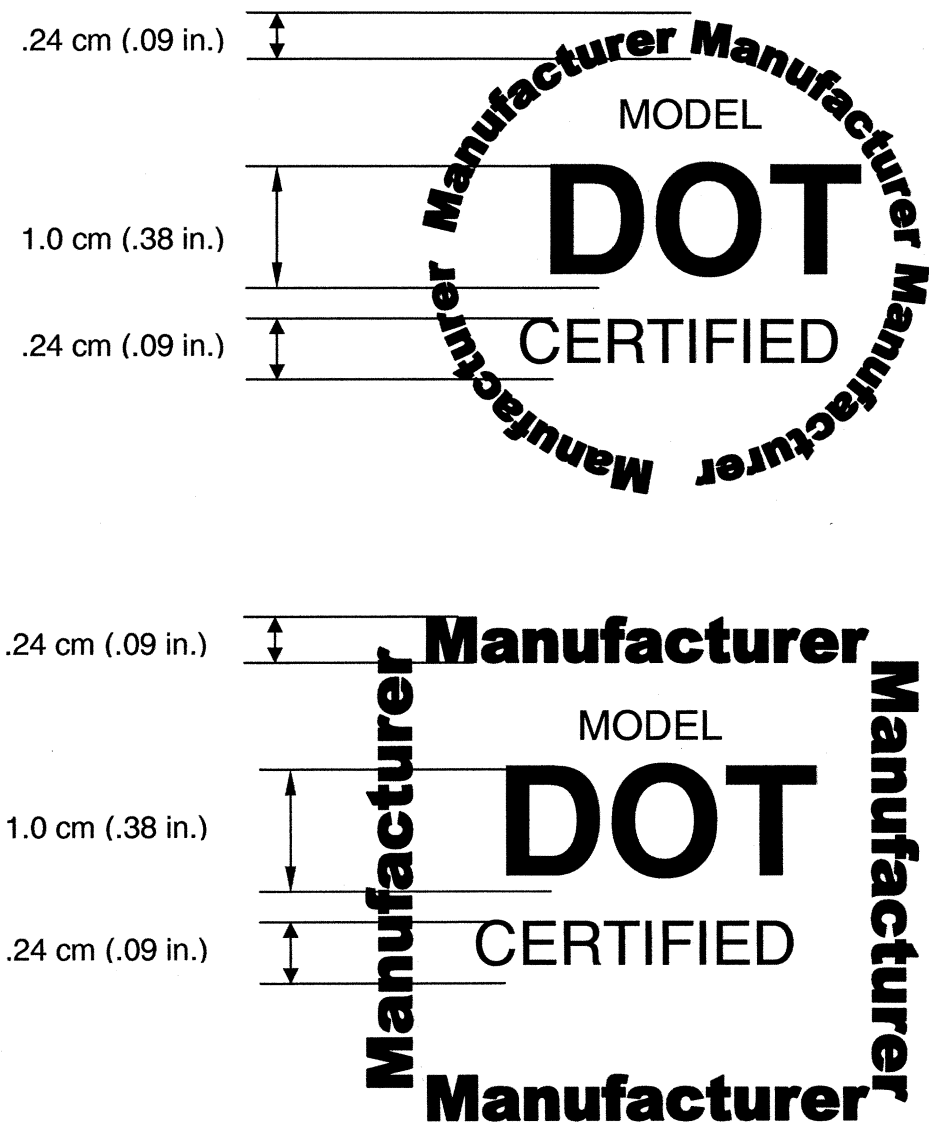 .24 cm (.09 in.)
Manufacturer Manufacturer Manufacturer Manufacturer
MODEL
1.0 cm (.38 in.)
DOT
.24 cm (.09 in.)
CERTIFIED
.24 cm (.09 in.)
Manufacturer
Manufacturer
Manufacturer
MODEL
1.0 cm (.38 in.)
DOT
.24 cm (.09 in.)
CERTIFIED
Manufacturer